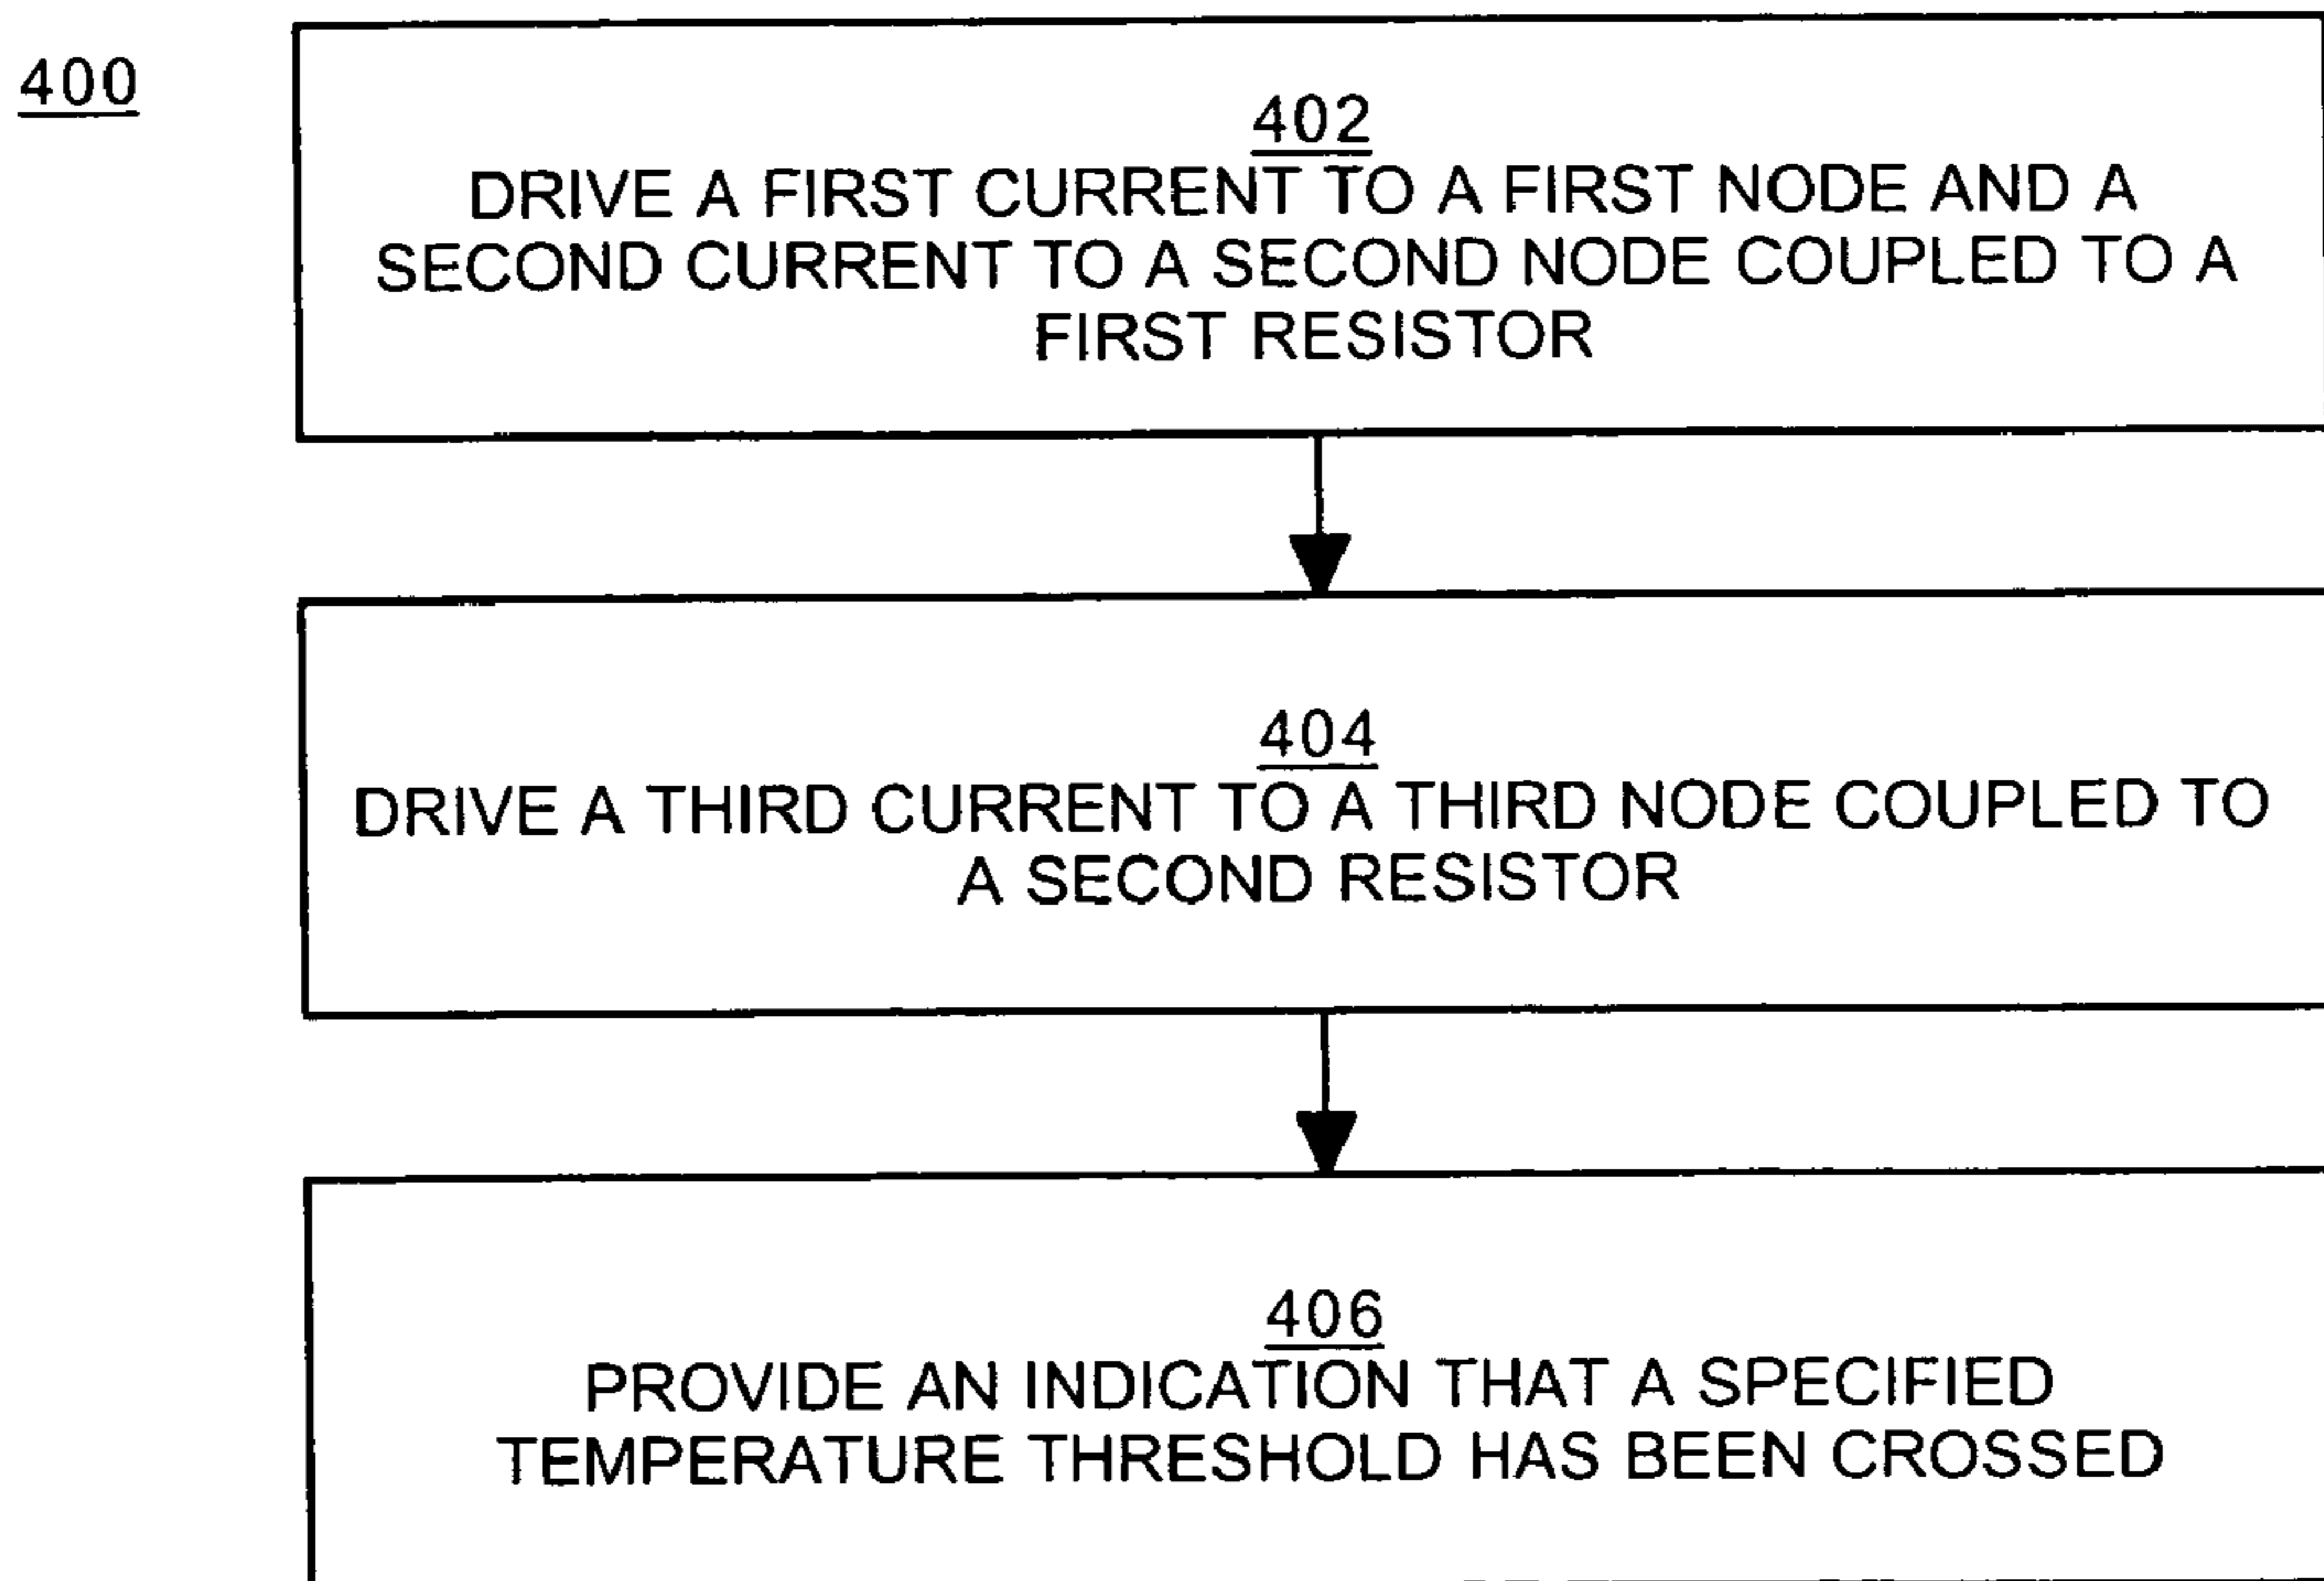 400
402
DRIVE A FIRST CURRENT TO A FIRST NODE AND A
SECOND CURRENT TO A SECOND NODE COUPLED TO A
FIRST RESISTOR
404
DRIVE A THIRD CURRENT TO A THIRD NODE COUPLED TO
A SECOND RESISTOR
406
PROVIDE AN INDICATION THAT A SPECIFIED
TEMPERATURE THRESHOLD HAS BEEN CROSSED